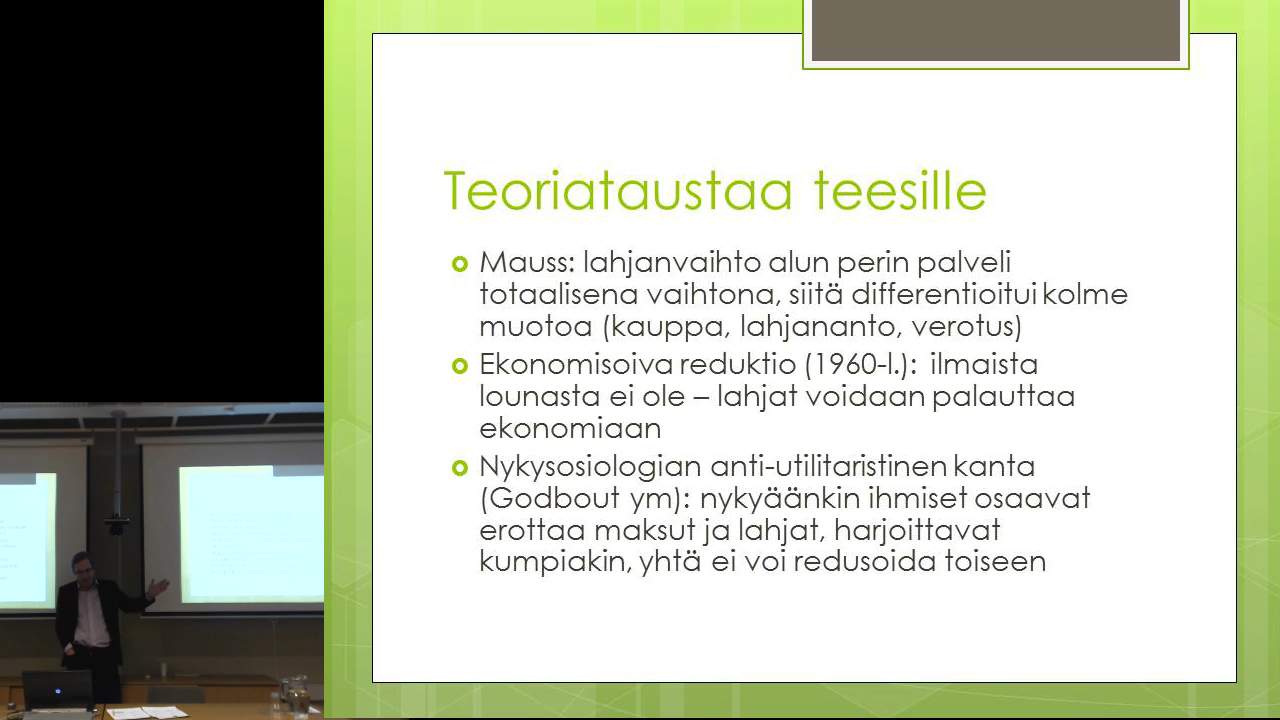 Teoriataustaa teesille
Mauss: lahjanvaihto alun perin palveli
totaalisena vaihtona, siitä differentioitui kolme
muotoa (kauppa, lahjananto, verotus)
Ekonomisoiva reduktio (1960-l.): ilmaista
lounasta ei ole – lahjat voidaan palauttaa
ekonomiaan
Nykysosiologian anti-utilitaristinen kanta
(Godbout ym): nykyäänkin ihmiset osaavat
erottaa maksut ja lahjat, harjoittavat
kumpiakin, yhtä ei voi redusoida toiseen